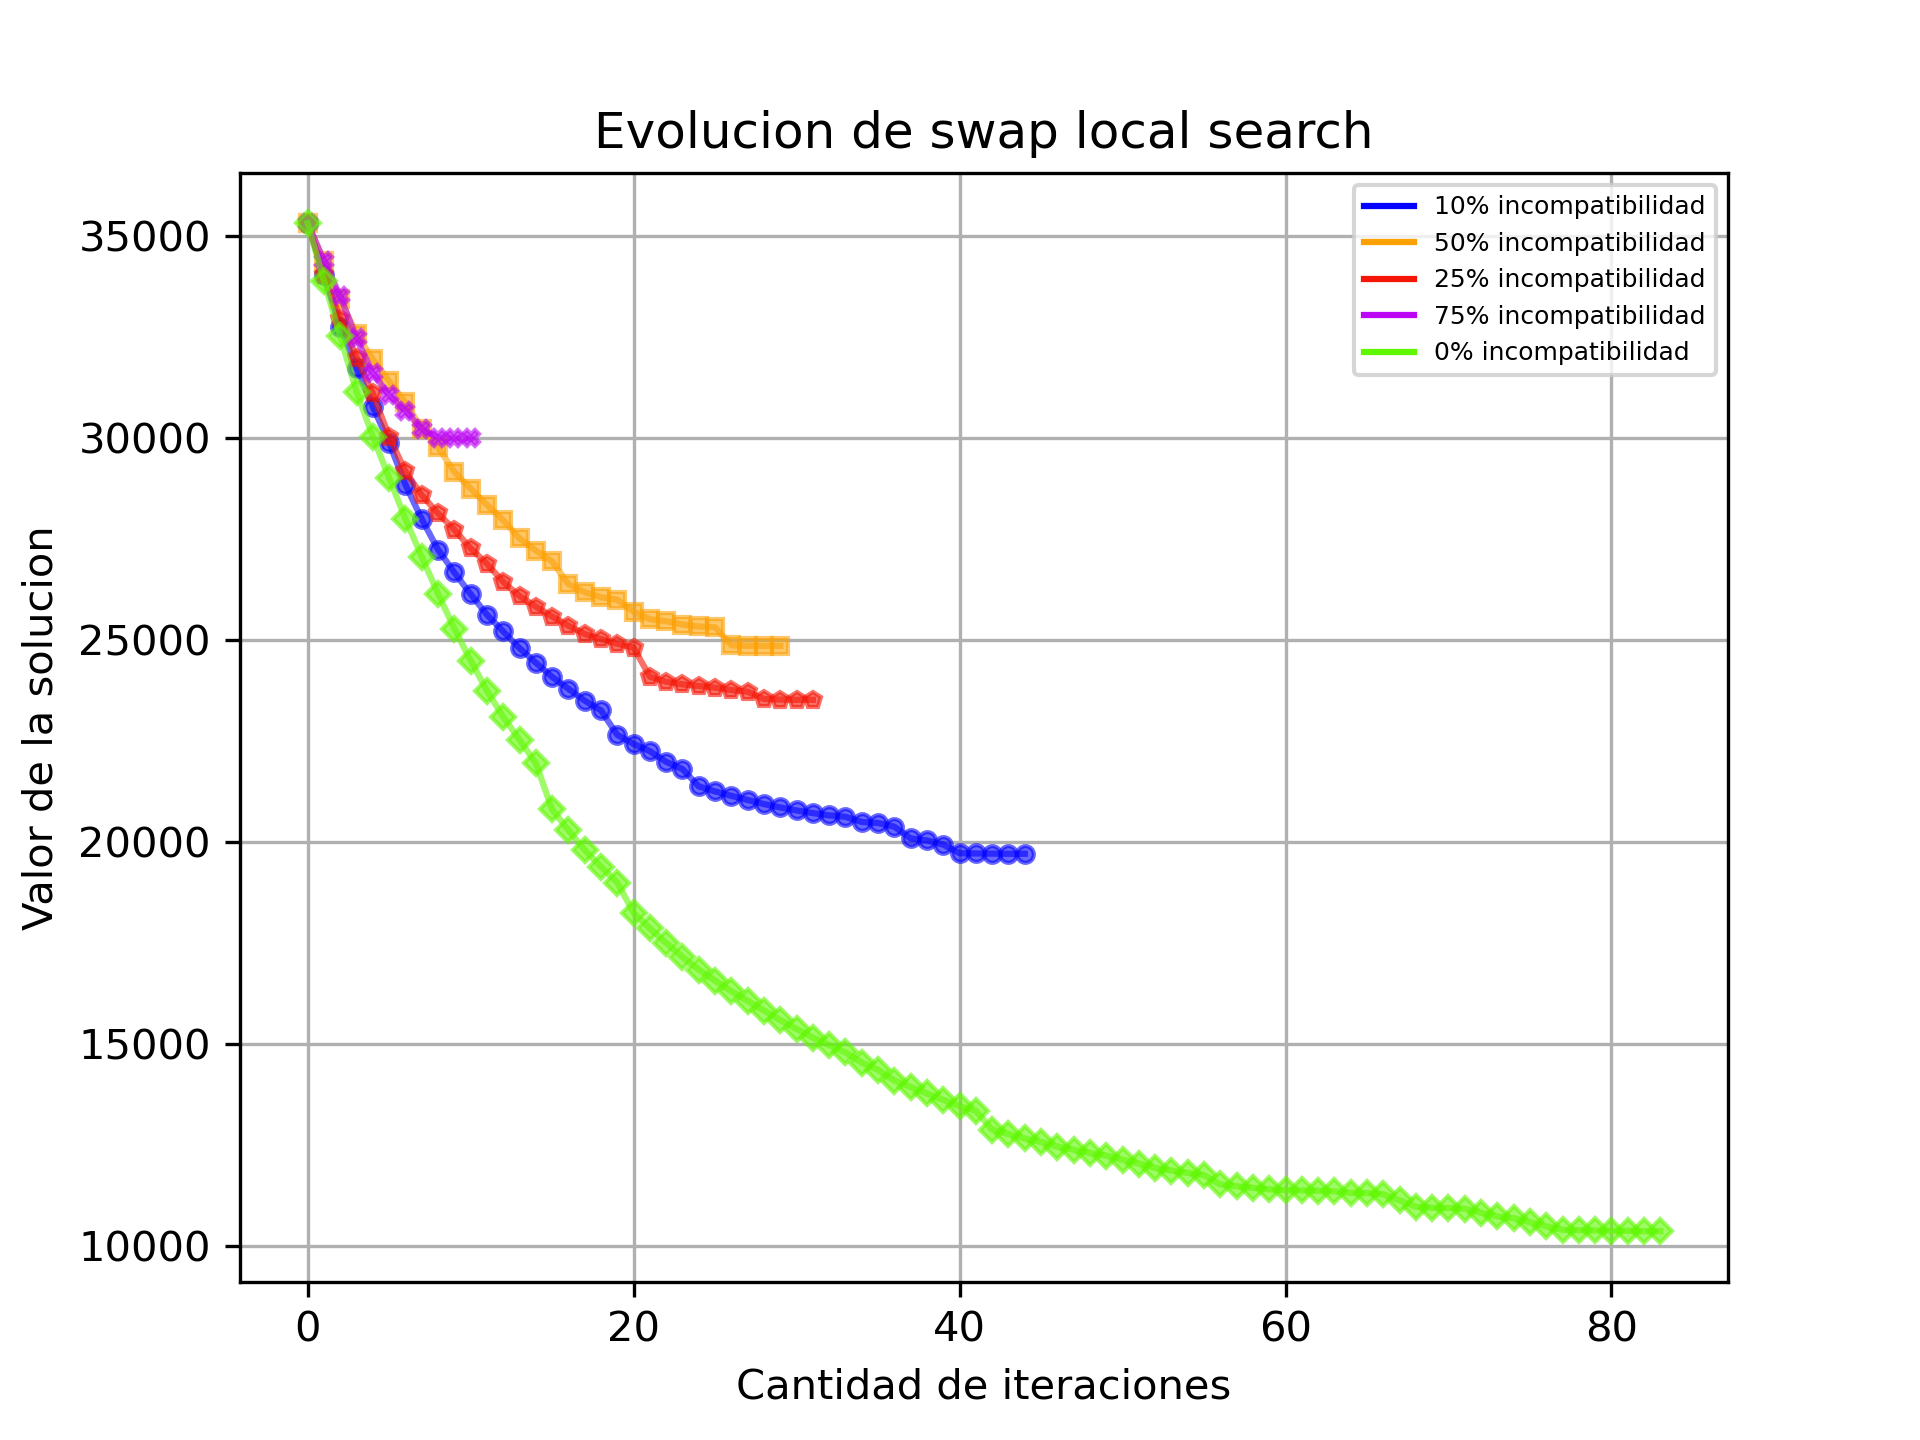 Evolucion de swap local search
10% incompatibilidad
50% incompatibilidad
25% incompatibilidad
75% incompatibilidad
0% incompatibilidad
Valor de la solucion
35000
30000
25000
20000
15000
10000
0 20 40 60 80
Cantidad de iteraciones